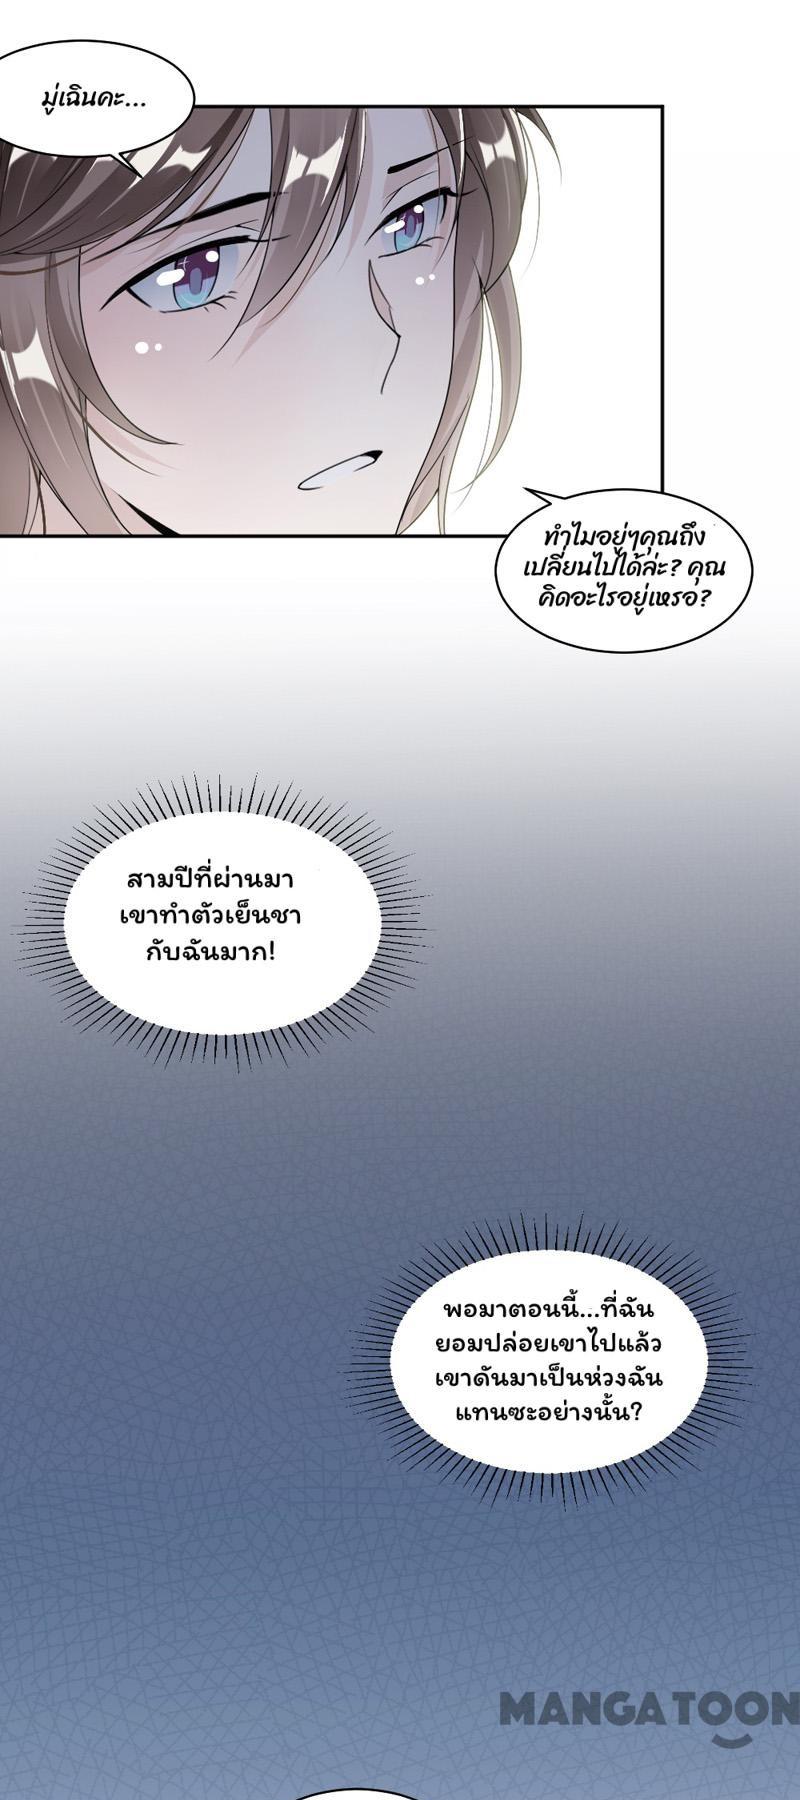 มู่เฉินคะ...
ทำไมอยู่ๆคุณถึง
เปลี่ยนไปได้ล่ะ? คุณ
คิดอะไรอยู่เหรอ?
สามปีที่ผ่านมา
เขาทำตัวเย็นชา
กับฉันมาก!
พอมาตอนนี้...ที่ฉัน
ยอมปล่อยเขาไปแล้ว
เขาดันมาเป็นห่วงฉัน
แทนซะอย่างนั้น?
MANGATOON